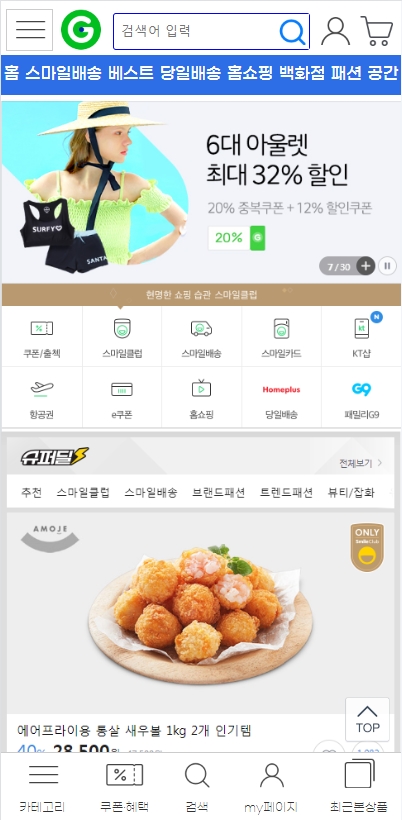 검색어 입력
홈 스마일배송 베스트 당일배송 홈쇼핑 백화점 패션 공간
6대 아울렛
최대 32% 할인
20% 중복쿠폰 + 12% 할인쿠폰
20% G
SURFY
SANTA
7 / 30
현명한 쇼핑 습관 스마일클럽
쿠폰/출첵 스마일클럽 스마일배송 스마일카드 KT샵
N
kt
항공권 e쿠폰 홈쇼핑 당일배송 패밀리G9
Homeplus
G9
슈퍼딜
전체보기
추천 스마일클럽 스마일배송 브랜드패션 트렌드패션 뷰티/잡화
AMOJE
ONLY
Smile Club
에어프라이용 통살 새우볼 1kg 2개 인기템
40% 28,500원
TOP
카테고리 쿠폰·혜택 검색 my페이지 최근본상품